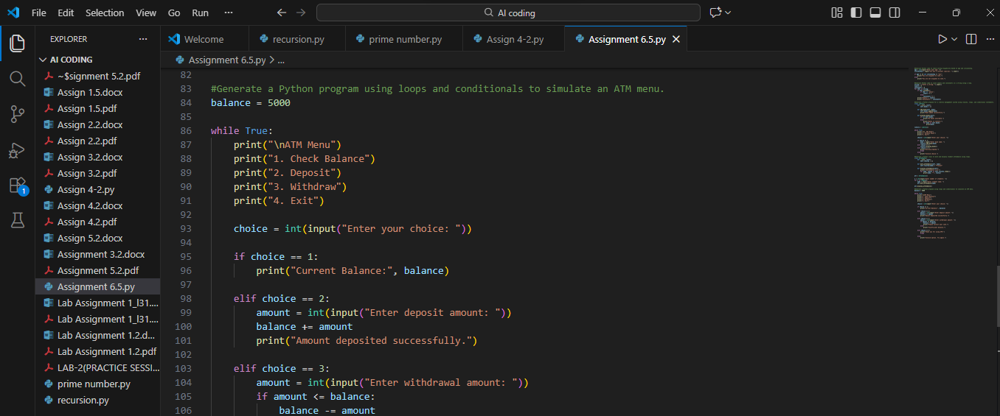 File Edit Selection View Go Run ··· AI coding
EXPLORER ···
AI CODING
~$signment 5.2.pdf
Assign 1.5.docx
Assign 1.5.pdf
Assign 2.2.docx
Assign 2.2.pdf
Assign 3.2.docx
Assign 3.2.pdf
Assign 4-2.py
Assign 4.2.docx
Assign 4.2.pdf
Assign 5.2.docx
Assignment 3.2.docx
Assignment 5.2.pdf
Assignment 6.5.py
Lab Assignment 1_l31....
Lab Assignment 1_l31....
Lab Assignment 1.2.d...
Lab Assignment 1.2.pdf
LAB-2(PRACTICE SESSI...
prime number.py
recursion.py
1
Welcome recursion.py prime number.py Assign 4-2.py Assignment 6.5.py
Assignment 6.5.py > ...
82
83 #Generate a Python program using loops and conditionals to simulate an ATM menu.
84 balance = 5000
85
86 while True:
87     print("\nATM Menu")
88     print("1. Check Balance")
89     print("2. Deposit")
90     print("3. Withdraw")
91     print("4. Exit")
92
93     choice = int(input("Enter your choice: "))
94
95     if choice == 1:
96         print("Current Balance:", balance)
97
98     elif choice == 2:
99         amount = int(input("Enter deposit amount: "))
100         balance += amount
101         print("Amount deposited successfully.")
102
103     elif choice == 3:
104         amount = int(input("Enter withdrawal amount: "))
105         if amount <= balance:
106             balance -= amount